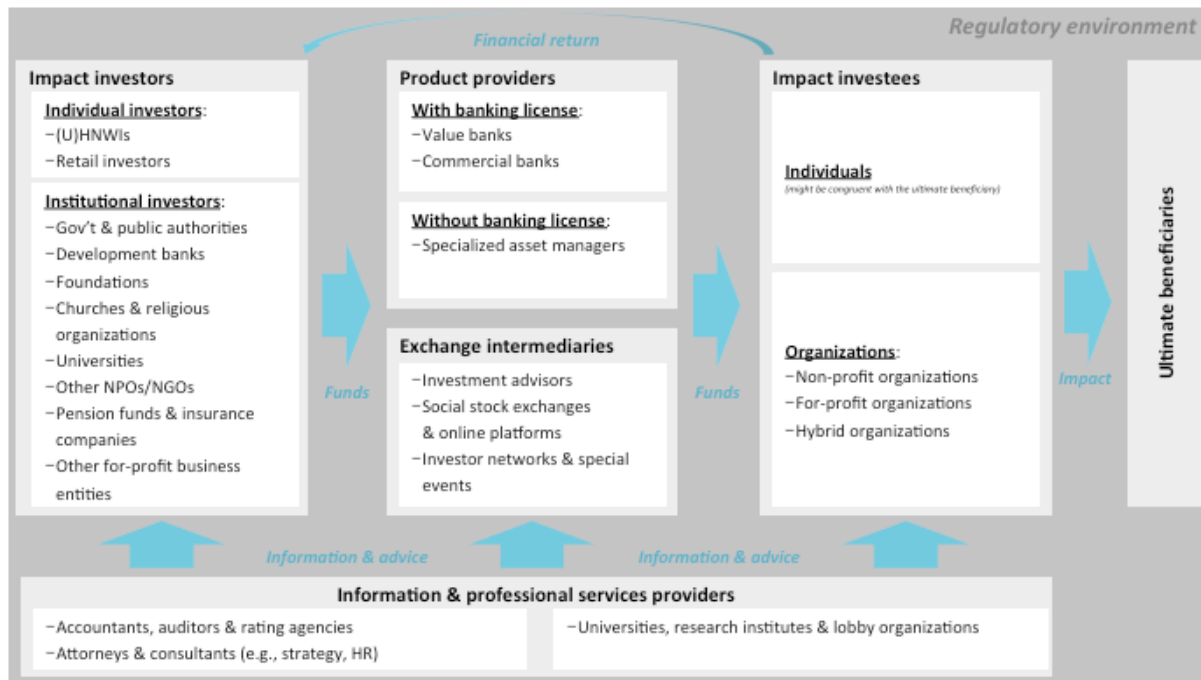 Regulatory environment
Financial return
Impact investors
Individual investors:
–(U)HNWIs
–Retail investors
Institutional investors:
–Gov't & public authorities
–Development banks
–Foundations
–Churches & religious
organizations
–Universities
–Other NPOs/NGOs
–Pension funds & insurance
companies
–Other for-profit business
entities
Funds
Product providers
With banking license:
–Value banks
–Commercial banks
Without banking license:
–Specialized asset managers
Exchange intermediaries
–Investment advisors
–Social stock exchanges
& online platforms
–Investor networks & special
events
Funds
Impact investees
Individuals
(might be congruent with the ultimate beneficiary)
Organizations:
–Non-profit organizations
–For-profit organizations
–Hybrid organizations
Impact
Ultimate beneficiaries
Information & advice
Information & advice
Information & professional services providers
–Accountants, auditors & rating agencies
–Attorneys & consultants (e.g., strategy, HR)
–Universities, research institutes & lobby organizations